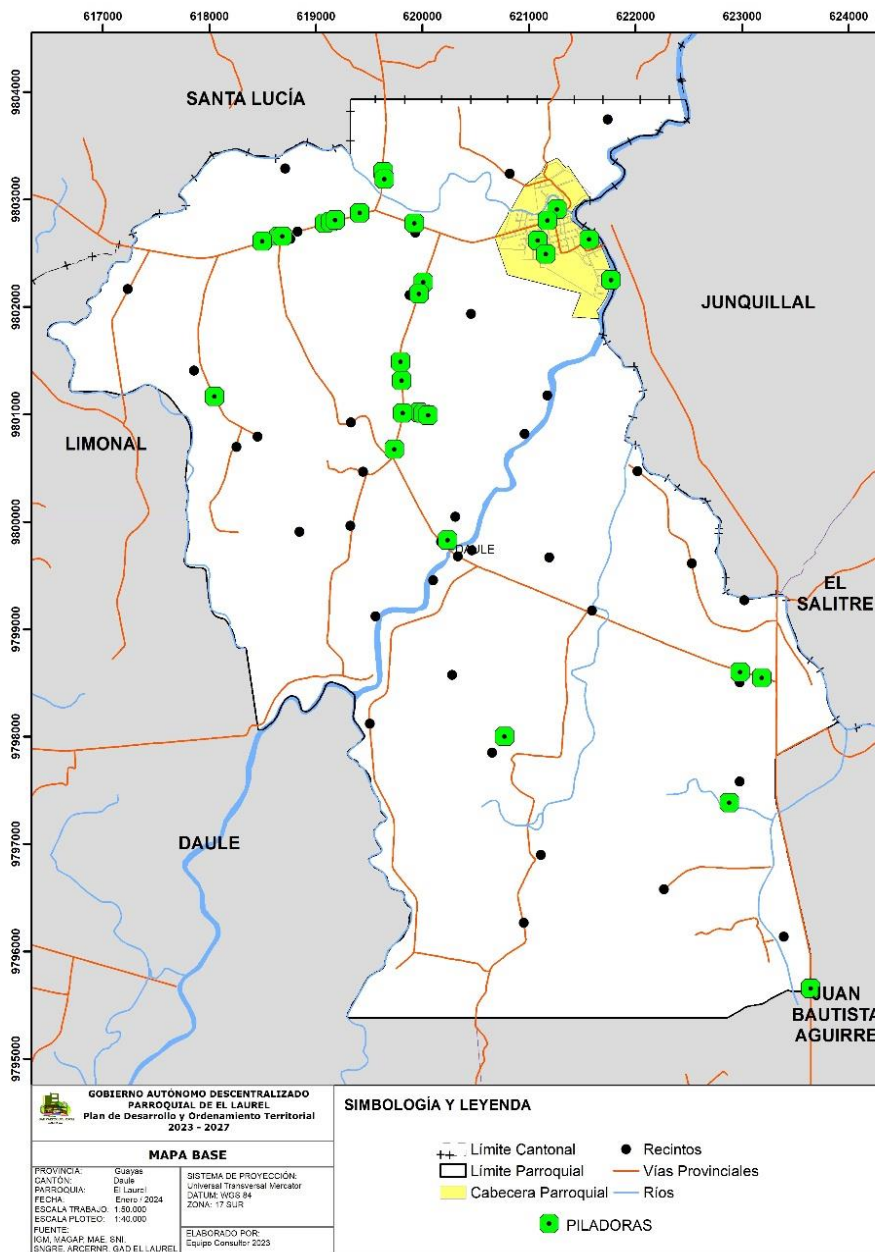 617000 618000 619000 620000 621000 622000 623000 624000
9804000
9803000
9802000
9801000
9800000
9799000
9798000
9797000
9796000
9795000
SANTA LUCÍA
JUNQUILLAL
LIMONAL
DAULE
EL
SALITRE
DAULE
JUAN
BAUTISTA
AGUIRRE
GOBIERNO AUTÓNOMO DESCENTRALIZADO
PARROQUIAL DE EL LAUREL
Plan de Desarrollo y Ordenamiento Territorial
2023 - 2027
MAPA BASE
PROVINCIA: Guayas
CANTÓN: Daule
PARROQUIA: El Laurel
FECHA: Enero / 2024
ESCALA TRABAJO: 1:50.000
ESCALA PLOTEO: 1:40.000
FUENTE:
IGM, MAGAP, MAE, SNI,
SNGRE, ARCERNR, GAD EL LAUREL
SISTEMA DE PROYECCIÓN:
Universal Transversal Mercator
DATUM: WGS 84
ZONA: 17 SUR
ELABORADO POR:
Equipo Consultor 2023
SIMBOLOGÍA Y LEYENDA
Límite Cantonal
Límite Parroquial
Cabecera Parroquial
Recintos
Vías Provinciales
Ríos
PILADORAS